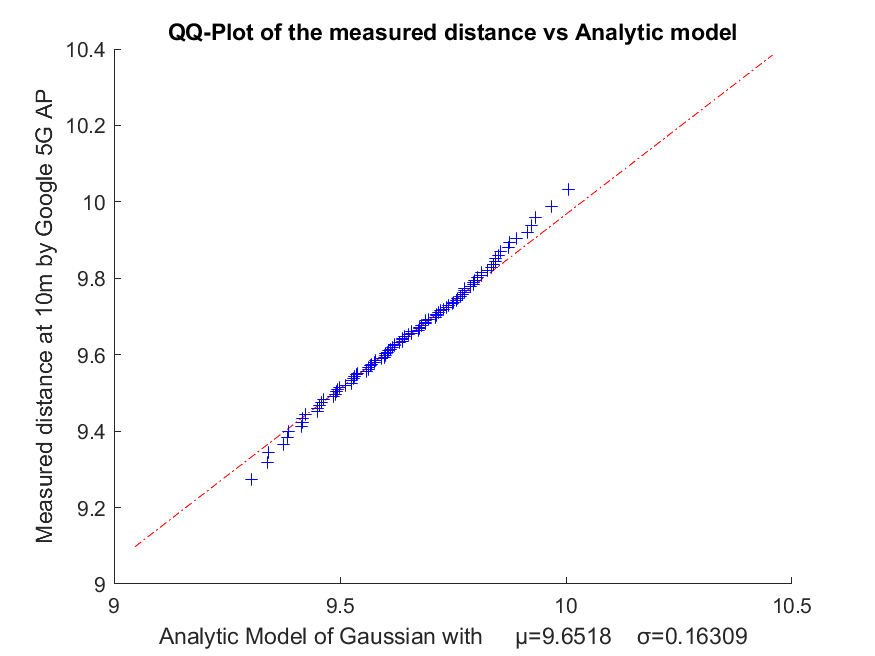 QQ-Plot of the measured distance vs Analytic model
Measured distance at 10m by Google 5G AP
10.4
10.2
10
9.8
9.6
9.4
9.2
9
9 9.5 10 10.5
Analytic Model of Gaussian with μ=9.6518 σ=0.16309